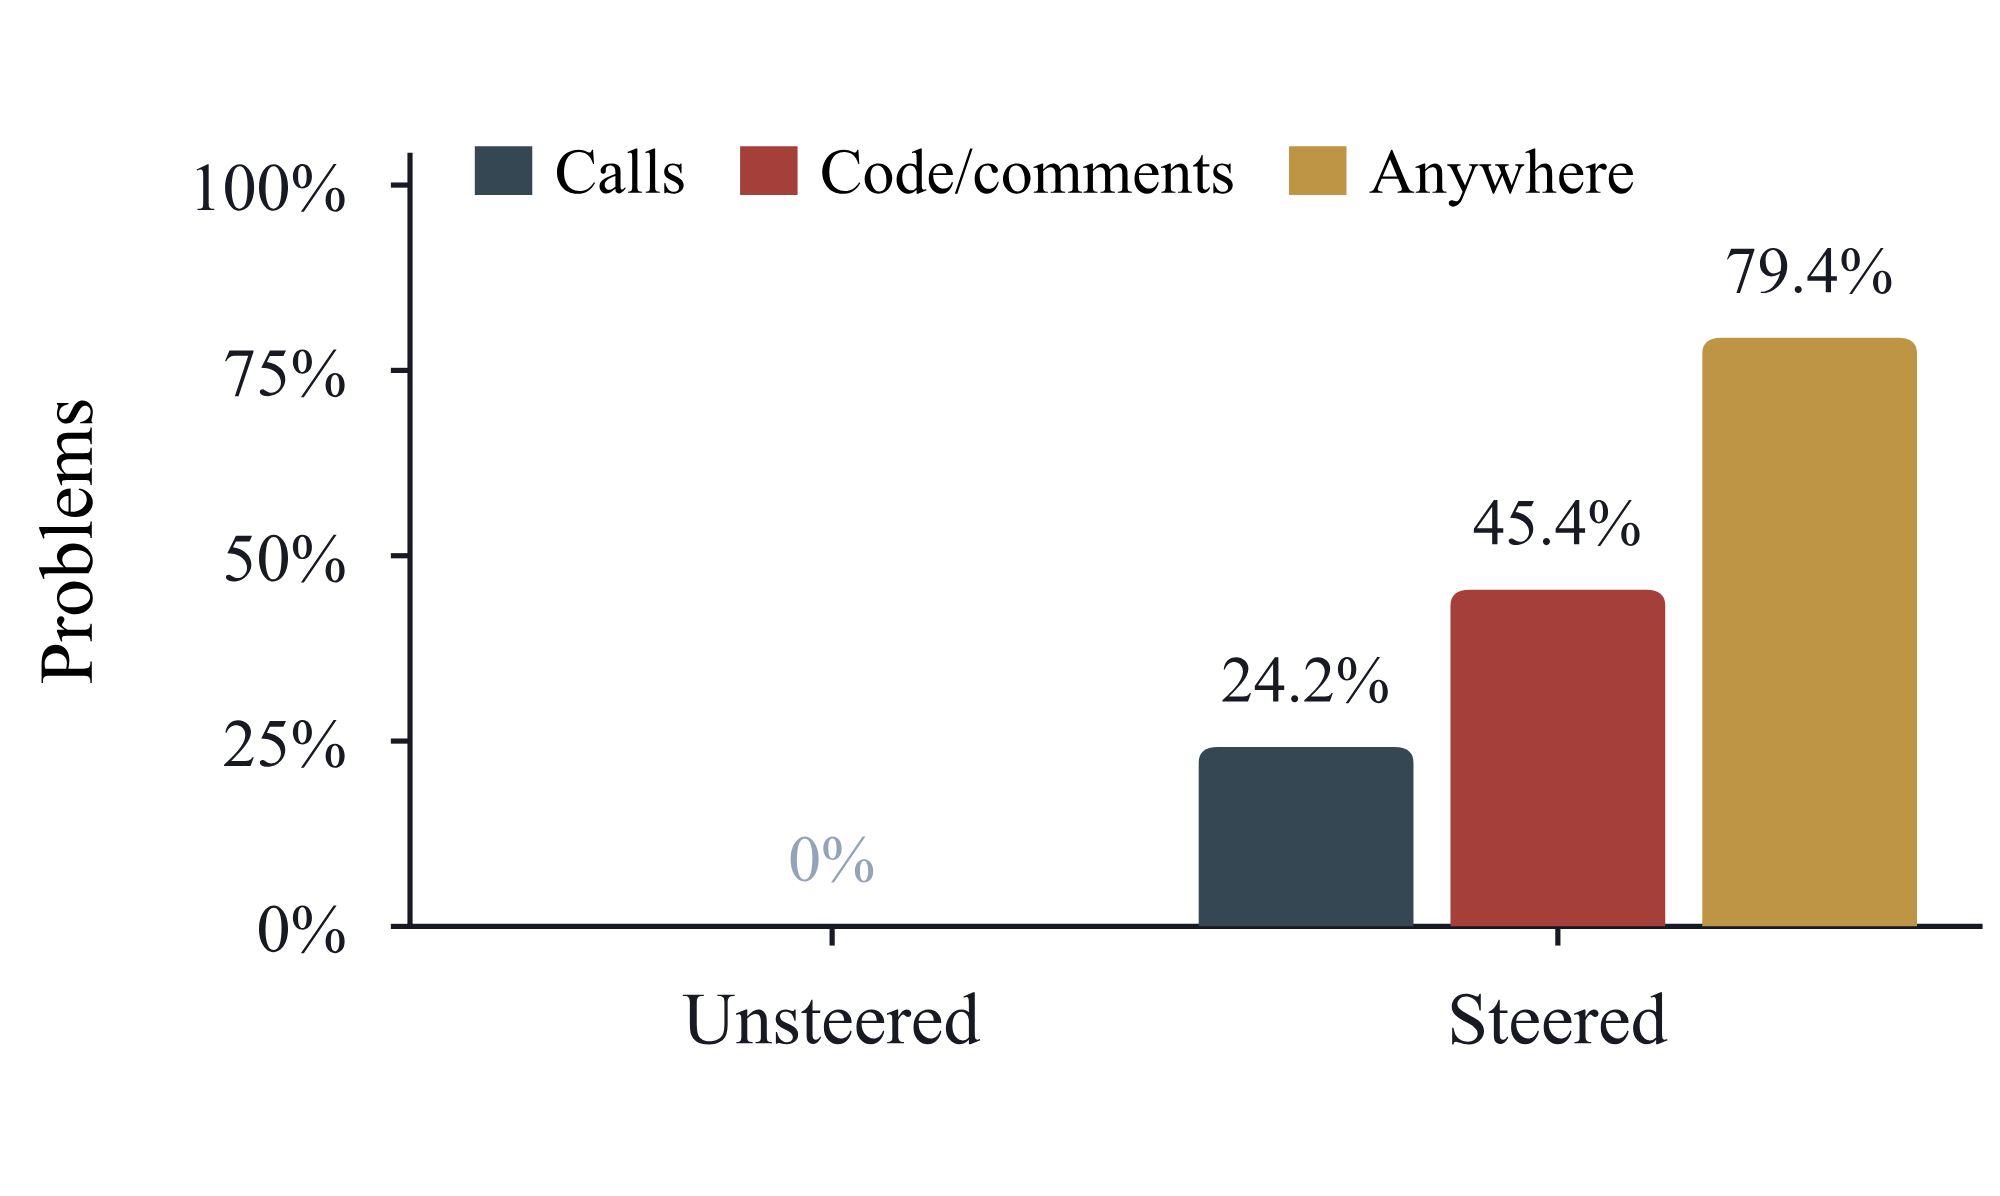 Calls
Code/comments
Anywhere
100%
75%
50%
25%
0%
Problems
0%
24.2%
45.4%
79.4%
Unsteered
Steered